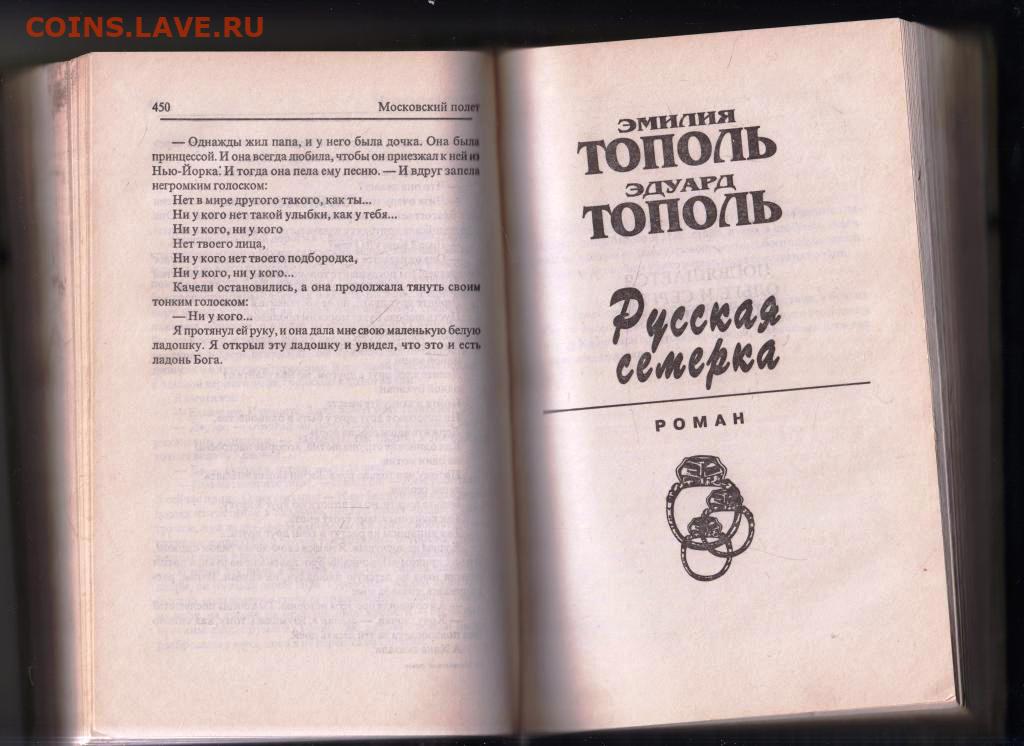 COINS.LAVE.RU
450 Московский полет
— Однажды жил папа, и у него была дочка. Она была
принцессой. И она всегда любила, чтобы он приезжал к ней из
Нью-Йорка. И тогда она пела ему песню. — И вдруг запела
негромким голоском:
Нет в мире другого такого, как ты...
Ни у кого нет такой улыбки, как у тебя...
Ни у кого, ни у кого
Нет твоего лица,
Ни у кого нет твоего подбородка,
Ни у кого, ни у кого...
Качели остановились, а она продолжала тянуть своим
тонким голоском:
— Ни у кого...
Я протянул ей руку, и она дала мне свою маленькую белую
ладошку. Я открыл эту ладошку и увидел, что это и есть
ладонь Бога.
ЭМИЛИЯ
ТОПОЛЬ
ЭДУАРД
ТОПОЛЬ
Русская
семерка
РОМАН